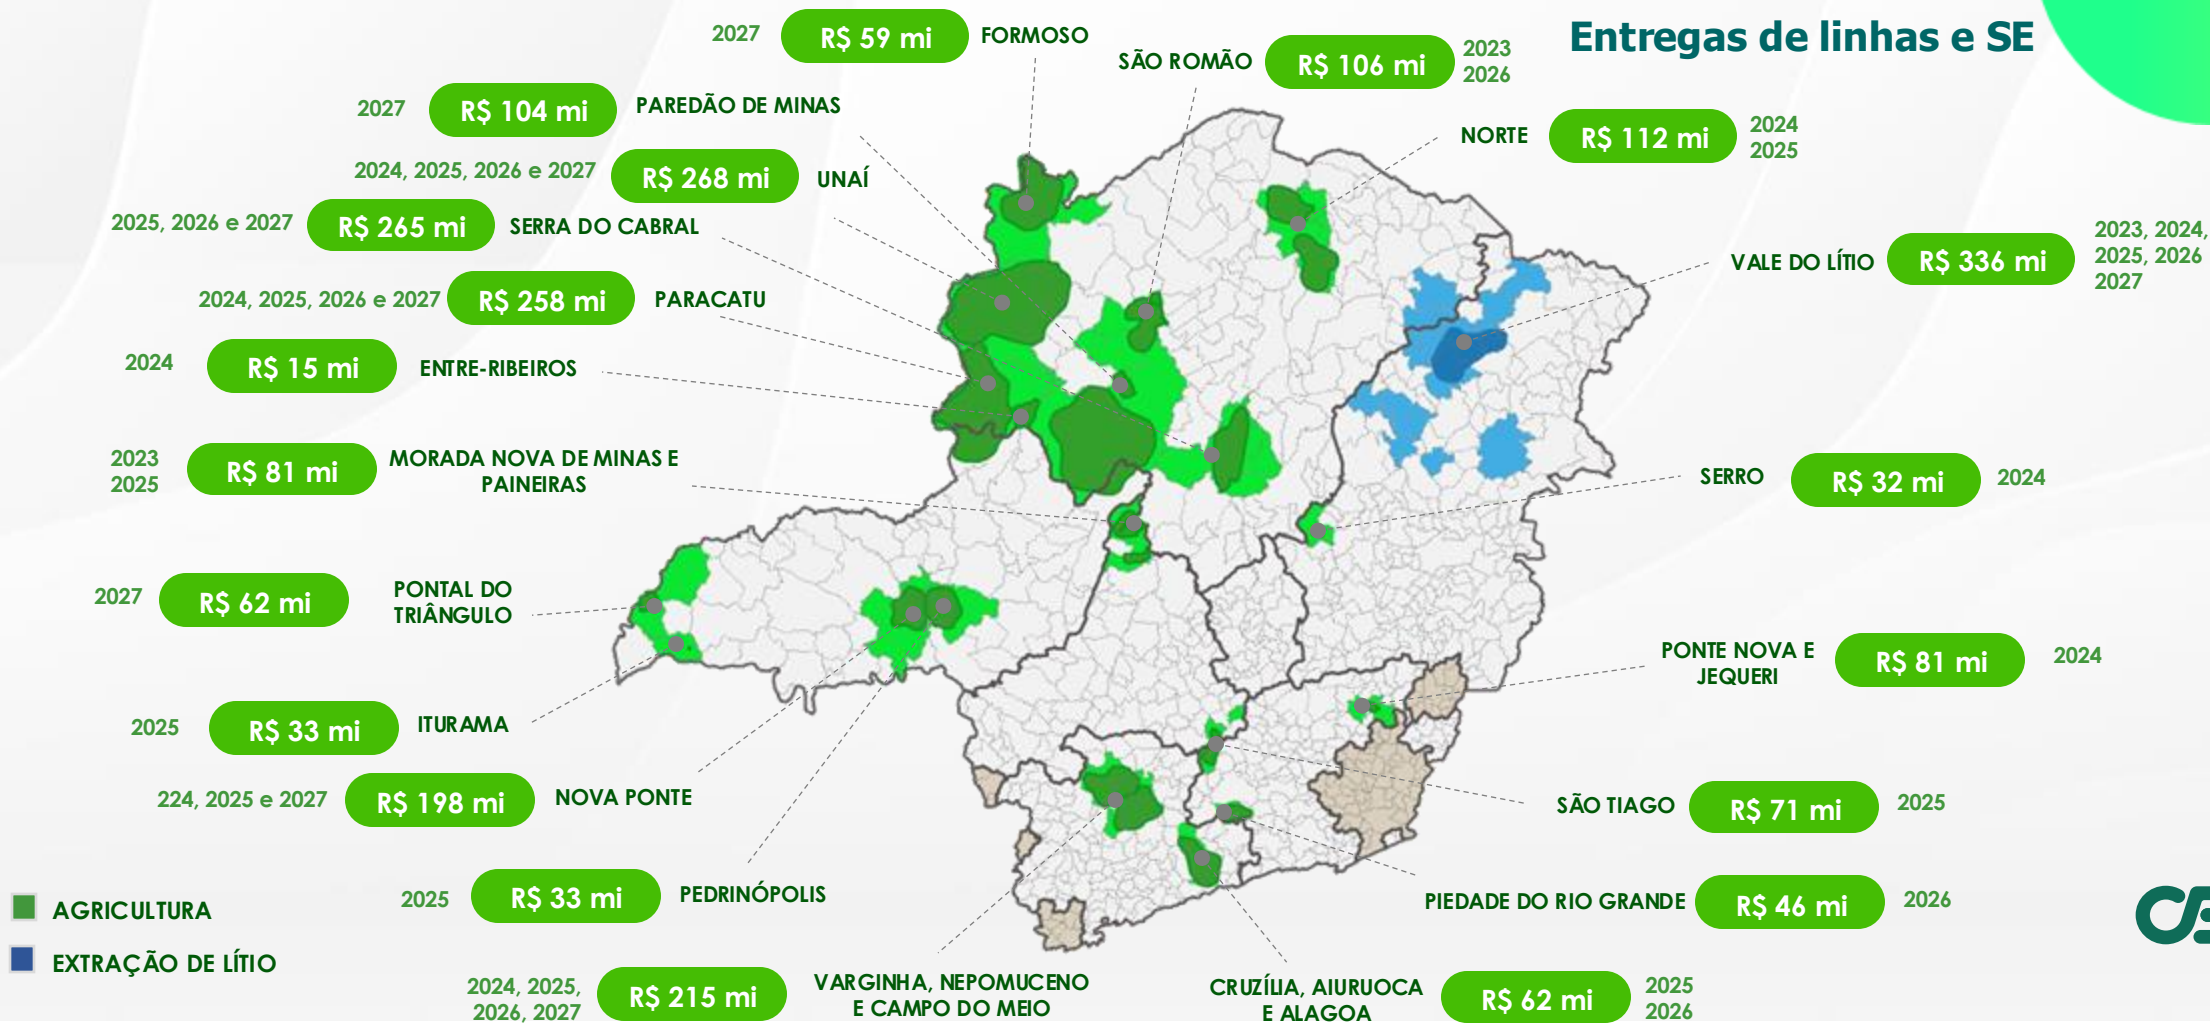 Entregas de linhas e SE
2027
R$ 59 mi
FORMOSO
SÃO ROMÃO
R$ 106 mi
2023
2026
2027
R$ 104 mi
PAREDÃO DE MINAS
NORTE
R$ 112 mi
2024
2025
2024, 2025, 2026 e 2027
R$ 268 mi
UNAÍ
2025, 2026 e 2027
R$ 265 mi
SERRA DO CABRAL
VALE DO LÍTIO
R$ 336 mi
2023, 2024,
2025, 2026
2027
2024, 2025, 2026 e 2027
R$ 258 mi
PARACATU
2024
R$ 15 mi
ENTRE-RIBEIROS
2023
2025
R$ 81 mi
MORADA NOVA DE MINAS E
PAINEIRAS
SERRO
R$ 32 mi
2024
2027
R$ 62 mi
PONTAL DO
TRIÂNGULO
PONTE NOVA E
JEQUERI
R$ 81 mi
2024
2025
R$ 33 mi
ITURAMA
224, 2025 e 2027
R$ 198 mi
NOVA PONTE
SÃO TIAGO
R$ 71 mi
2025
2025
R$ 33 mi
PEDRINÓPOLIS
PIEDADE DO RIO GRANDE
R$ 46 mi
2026
AGRICULTURA
EXTRAÇÃO DE LÍTIO
2024, 2025,
2026, 2027
R$ 215 mi
VARGINHA, NEPOMUCENO
E CAMPO DO MEIO
CRUZÍLIA, AIURUOCA
E ALAGOA
R$ 62 mi
2025
2026